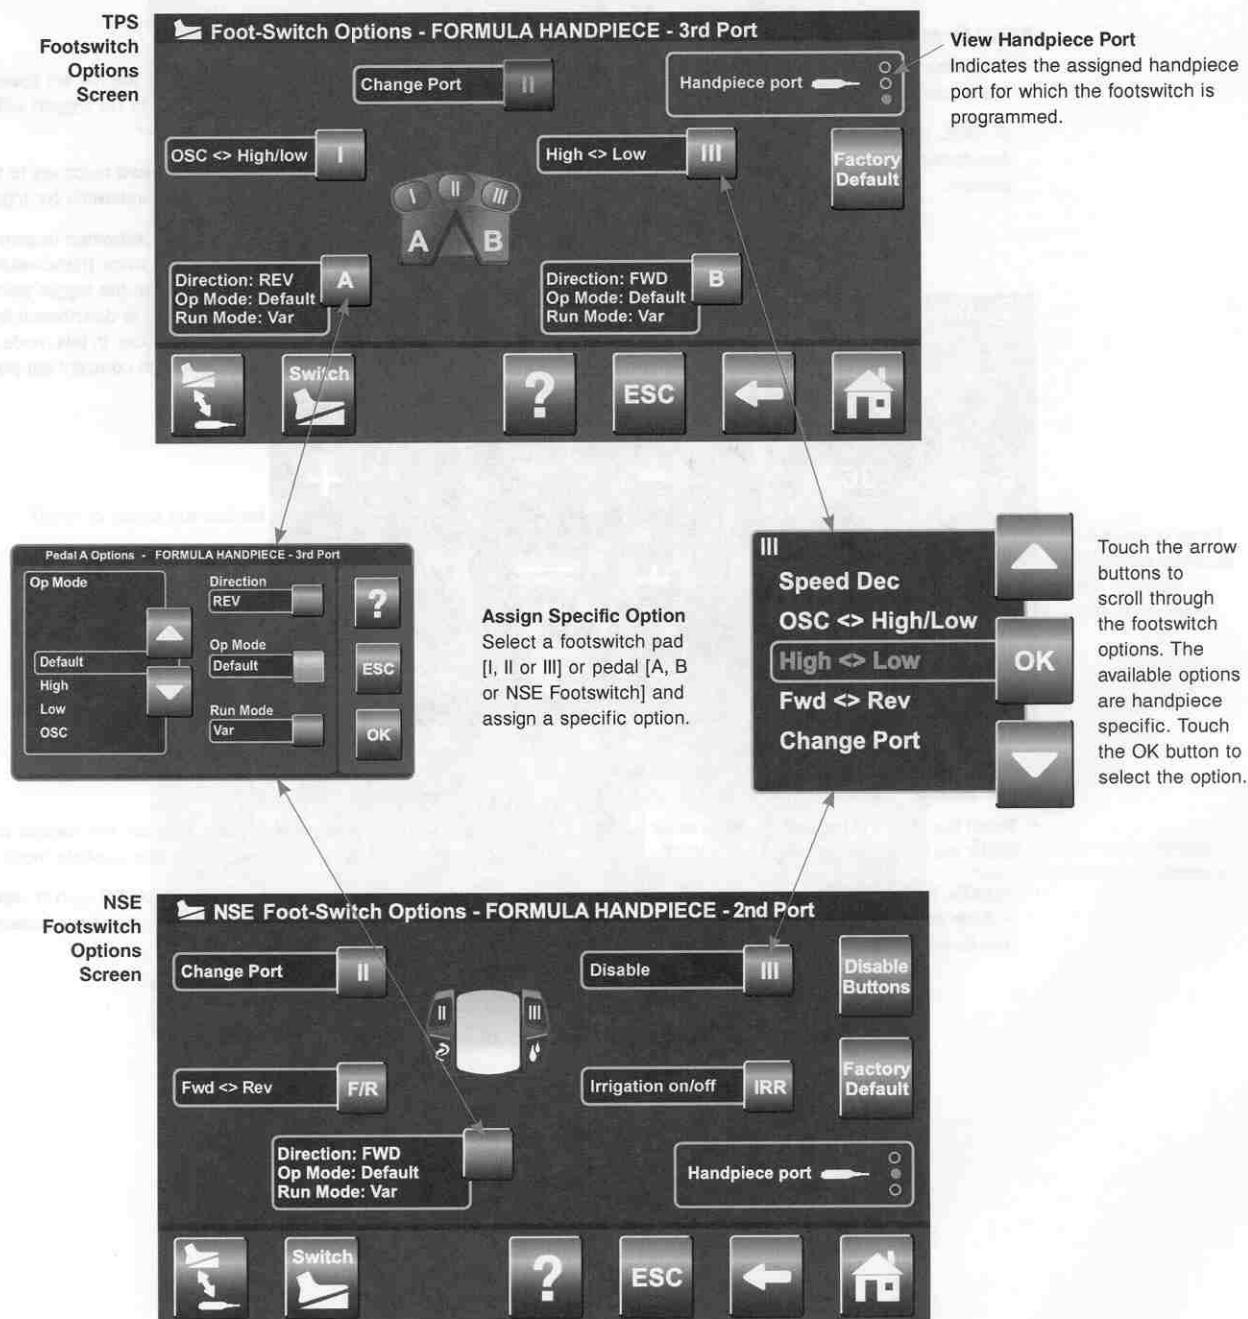 TPS
Footswitch
Options
Screen
Foot-Switch Options - FORMULA HANDPIECE - 3rd Port
Change Port
II
Handpiece port
OSC <> High/low
I
High <> Low
III
Factory
Default
I
II
III
A
B
Direction: REV
Op Mode: Default
Run Mode: Var
A
Direction: FWD
Op Mode: Default
Run Mode: Var
B
Switch
?
ESC
View Handpiece Port
Indicates the assigned handpiece
port for which the footswitch is
programmed.
Pedal A Options - FORMULA HANDPIECE - 3rd Port
Op Mode
Default
High
Low
OSC
Direction
REV
Op Mode
Default
Run Mode
Var
?
ESC
OK
Assign Specific Option
Select a footswitch pad
[I, II or III] or pedal [A, B
or NSE Footswitch] and
assign a specific option.
III
Speed Dec
OSC <> High/Low
High <> Low
Fwd <> Rev
Change Port
OK
Touch the arrow
buttons to
scroll through
the footswitch
options. The
available options
are handpiece
specific. Touch
the OK button to
select the option.
NSE
Footswitch
Options
Screen
NSE Foot-Switch Options - FORMULA HANDPIECE - 2nd Port
Change Port
II
Disable
III
Disable
Buttons
II
III
Fwd <> Rev
F/R
Irrigation on/off
IRR
Factory
Default
Direction: FWD
Op Mode: Default
Run Mode: Var
Handpiece port
Switch
?
ESC